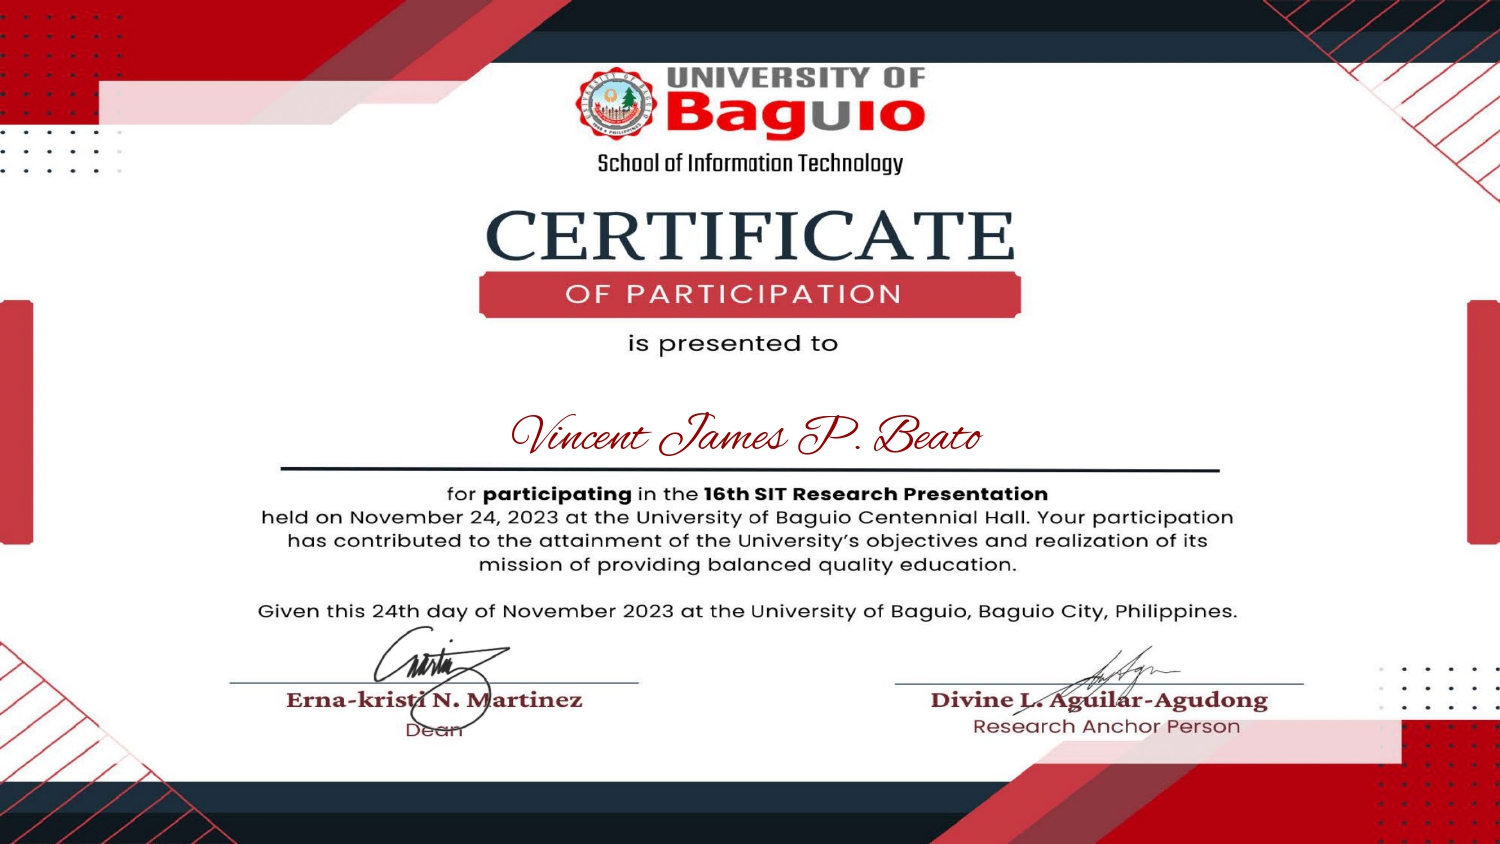 UNIVERSITY OF
Baguio
School of Information Technology
CERTIFICATE
OF PARTICIPATION
is presented to
Vincent James P. Beato
for participating in the 16th SIT Research Presentation
held on November 24, 2023 at the University of Baguio Centennial Hall. Your participation
has contributed to the attainment of the University's objectives and realization of its
mission of providing balanced quality education.
Given this 24th day of November 2023 at the University of Baguio, Baguio City, Philippines.
Erna-kristi N. Martinez
Dean
Divine L. Aguilar-Agudong
Research Anchor Person